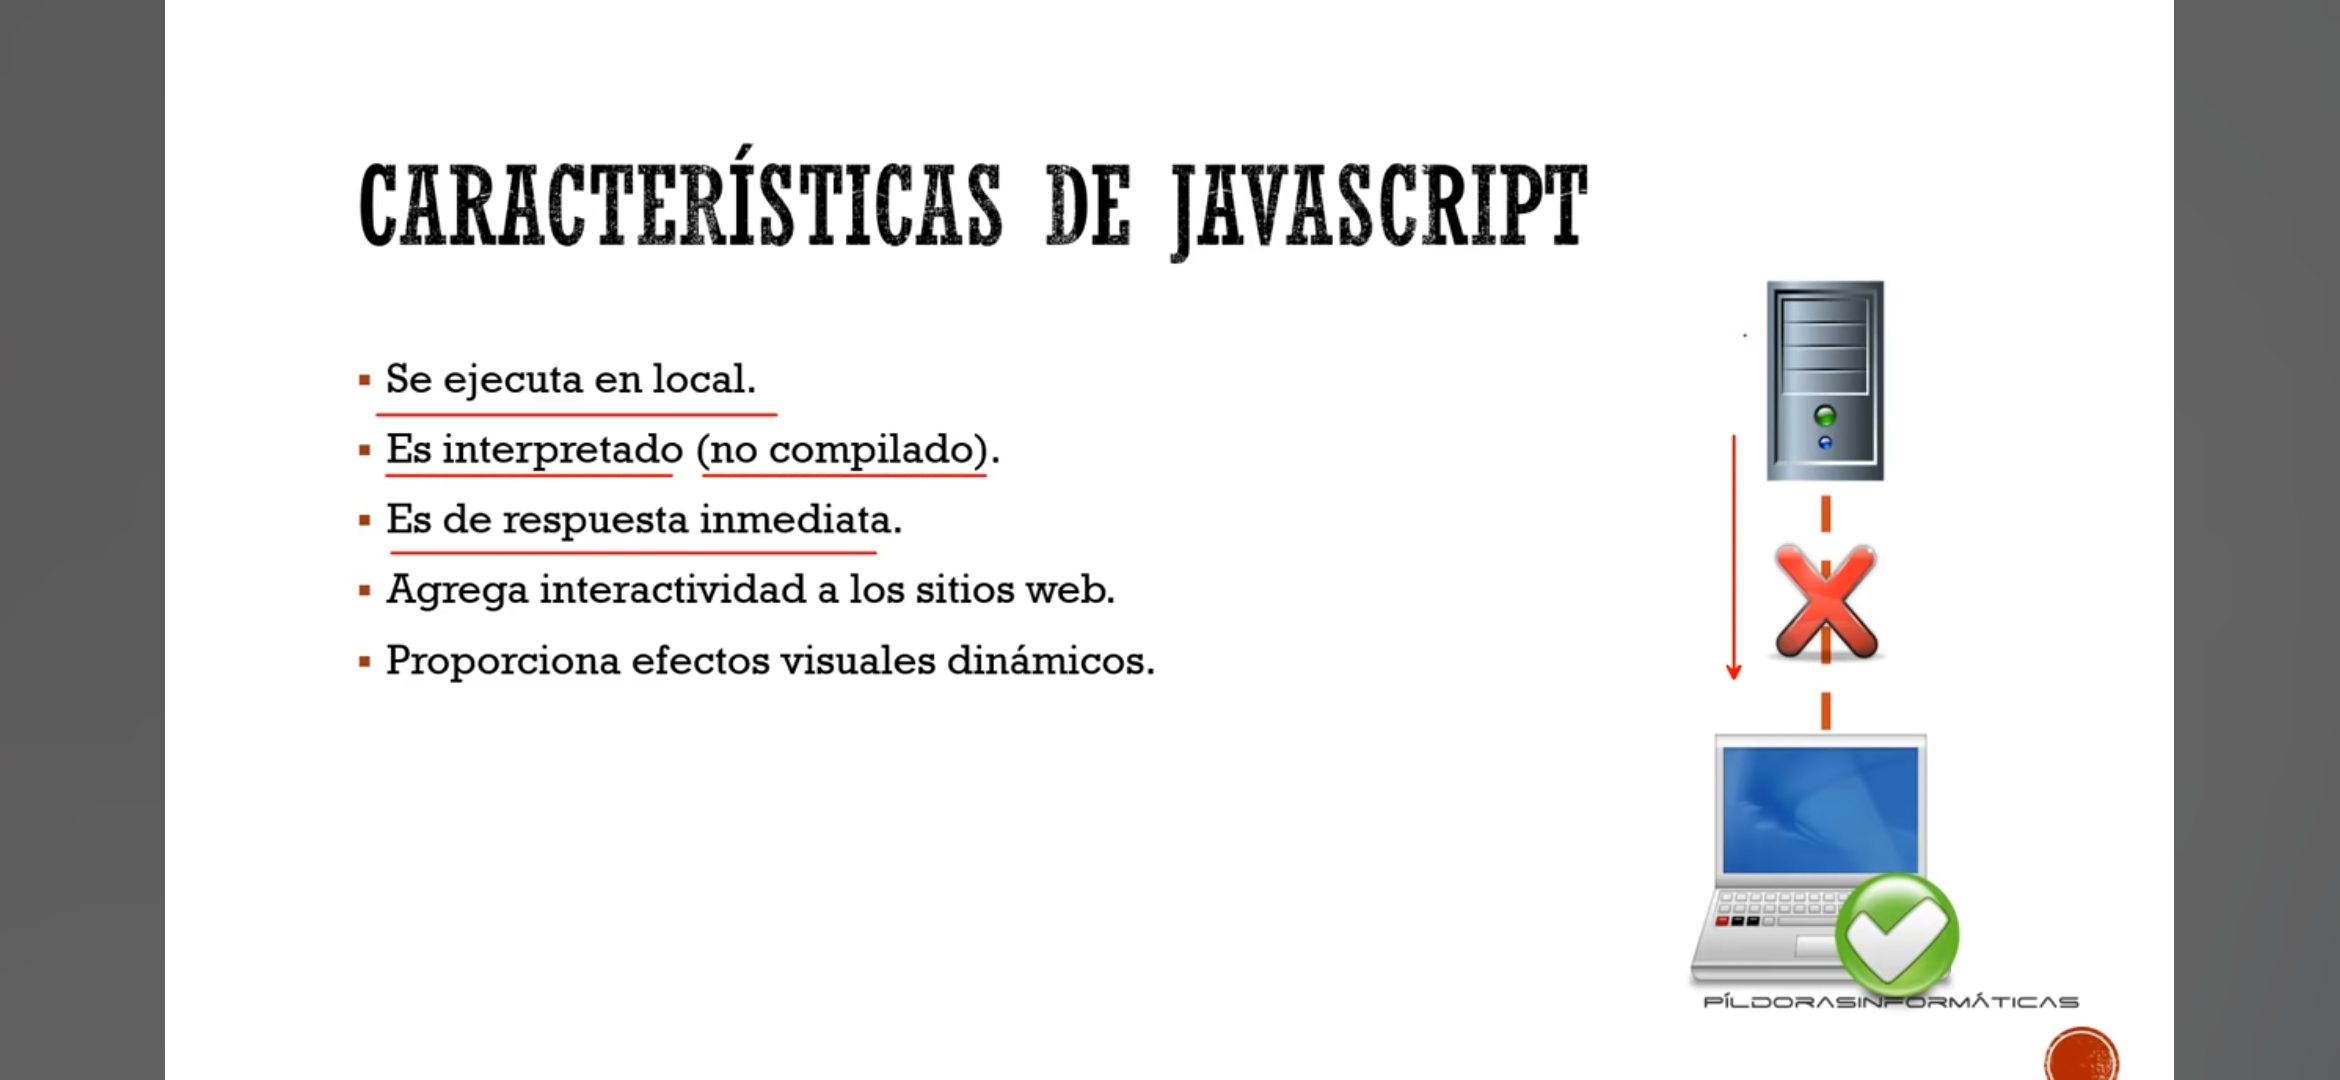 CARACTERÍSTICAS DE JAVASCRIPT
Se ejecuta en local.
Es interpretado (no compilado).
Es de respuesta inmediata.
Agrega interactividad a los sitios web.
Proporciona efectos visuales dinámicos.
PÍLDORASINFORMÁTICAS